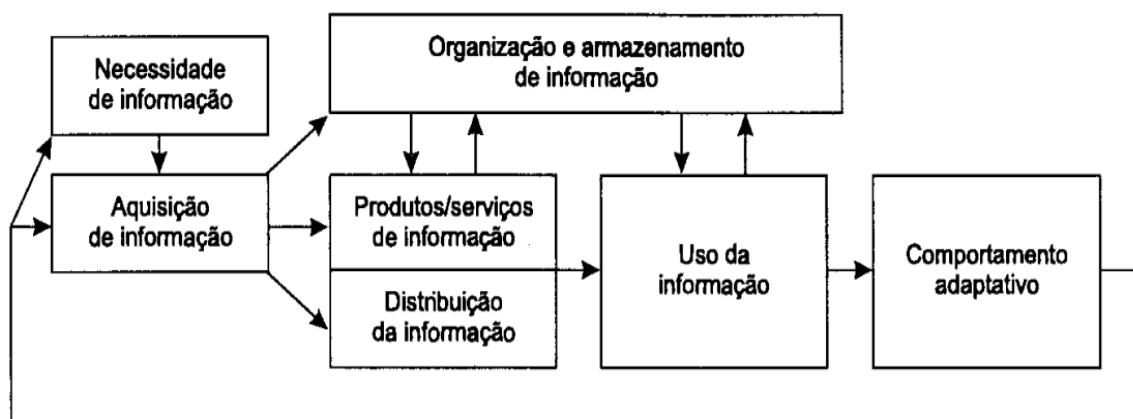 Necessidade
de informação
Organização e armazenamento
de informação
Aquisição
de informação
Produtos/serviços
de informação
Distribuição
da informação
Uso da
informação
Comportamento
adaptativo